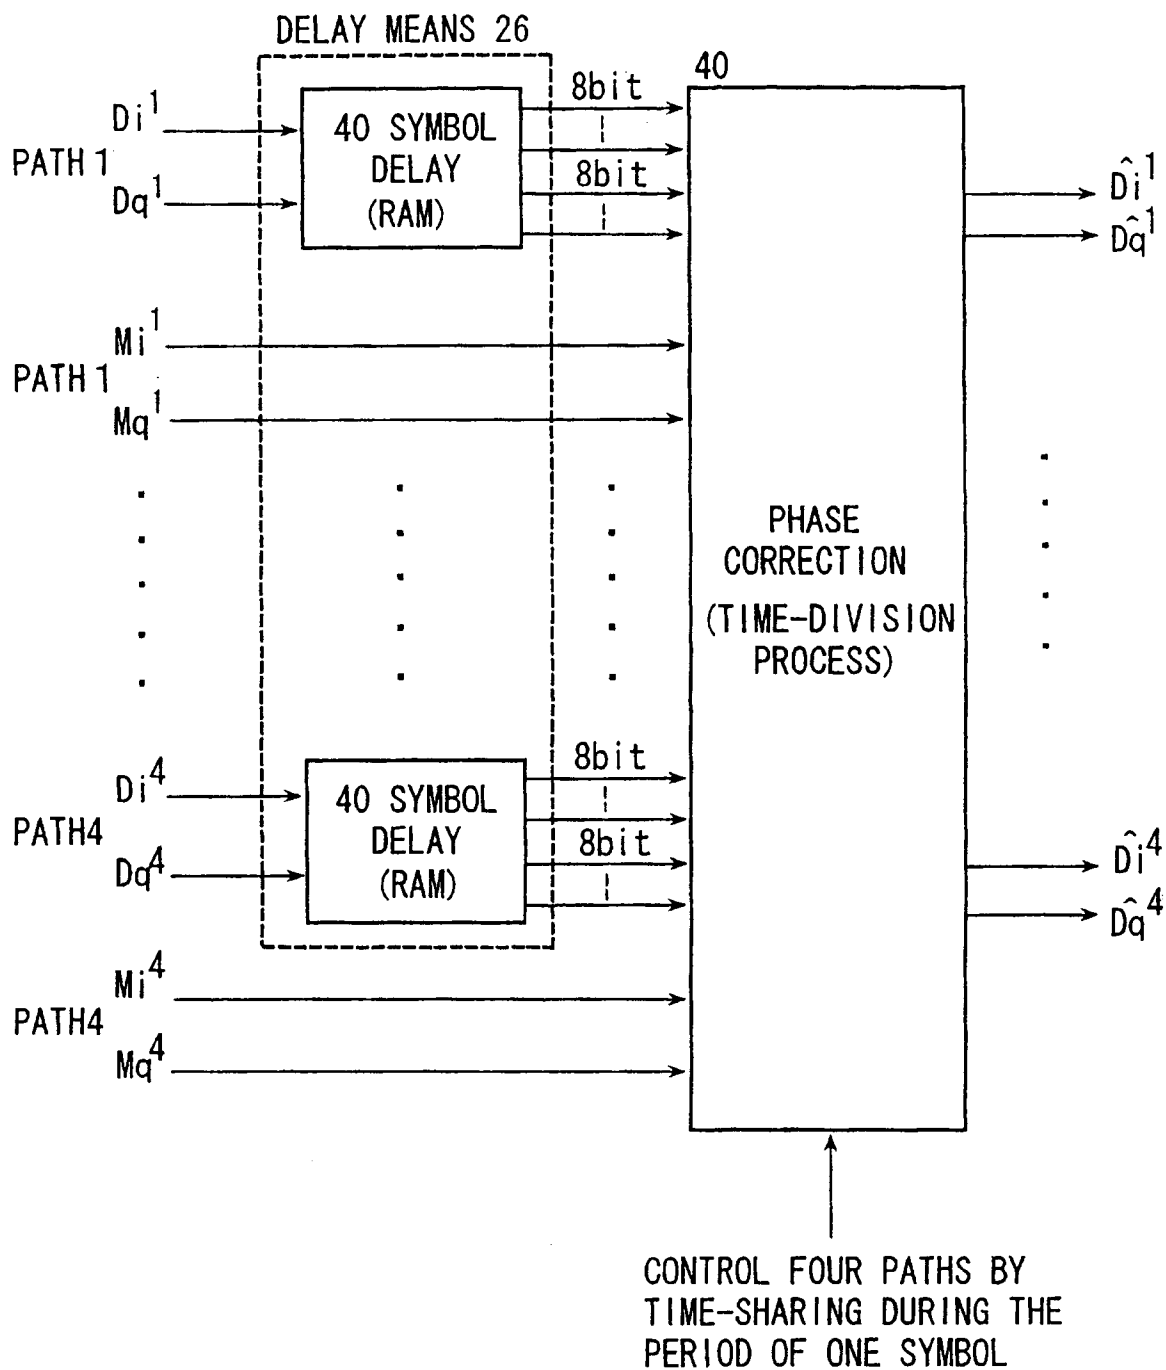 DELAY MEANS 26
40
Di¹
PATH 1
Dq¹
40 SYMBOL
DELAY
(RAM)
8bit
8bit
D̂i¹
D̂q¹
Mi¹
PATH 1
Mq¹
PHASE
CORRECTION
(TIME-DIVISION
PROCESS)
Di⁴
PATH4
Dq⁴
40 SYMBOL
DELAY
(RAM)
8bit
8bit
D̂i⁴
D̂q⁴
Mi⁴
PATH4
Mq⁴
CONTROL FOUR PATHS BY
TIME-SHARING DURING THE
PERIOD OF ONE SYMBOL